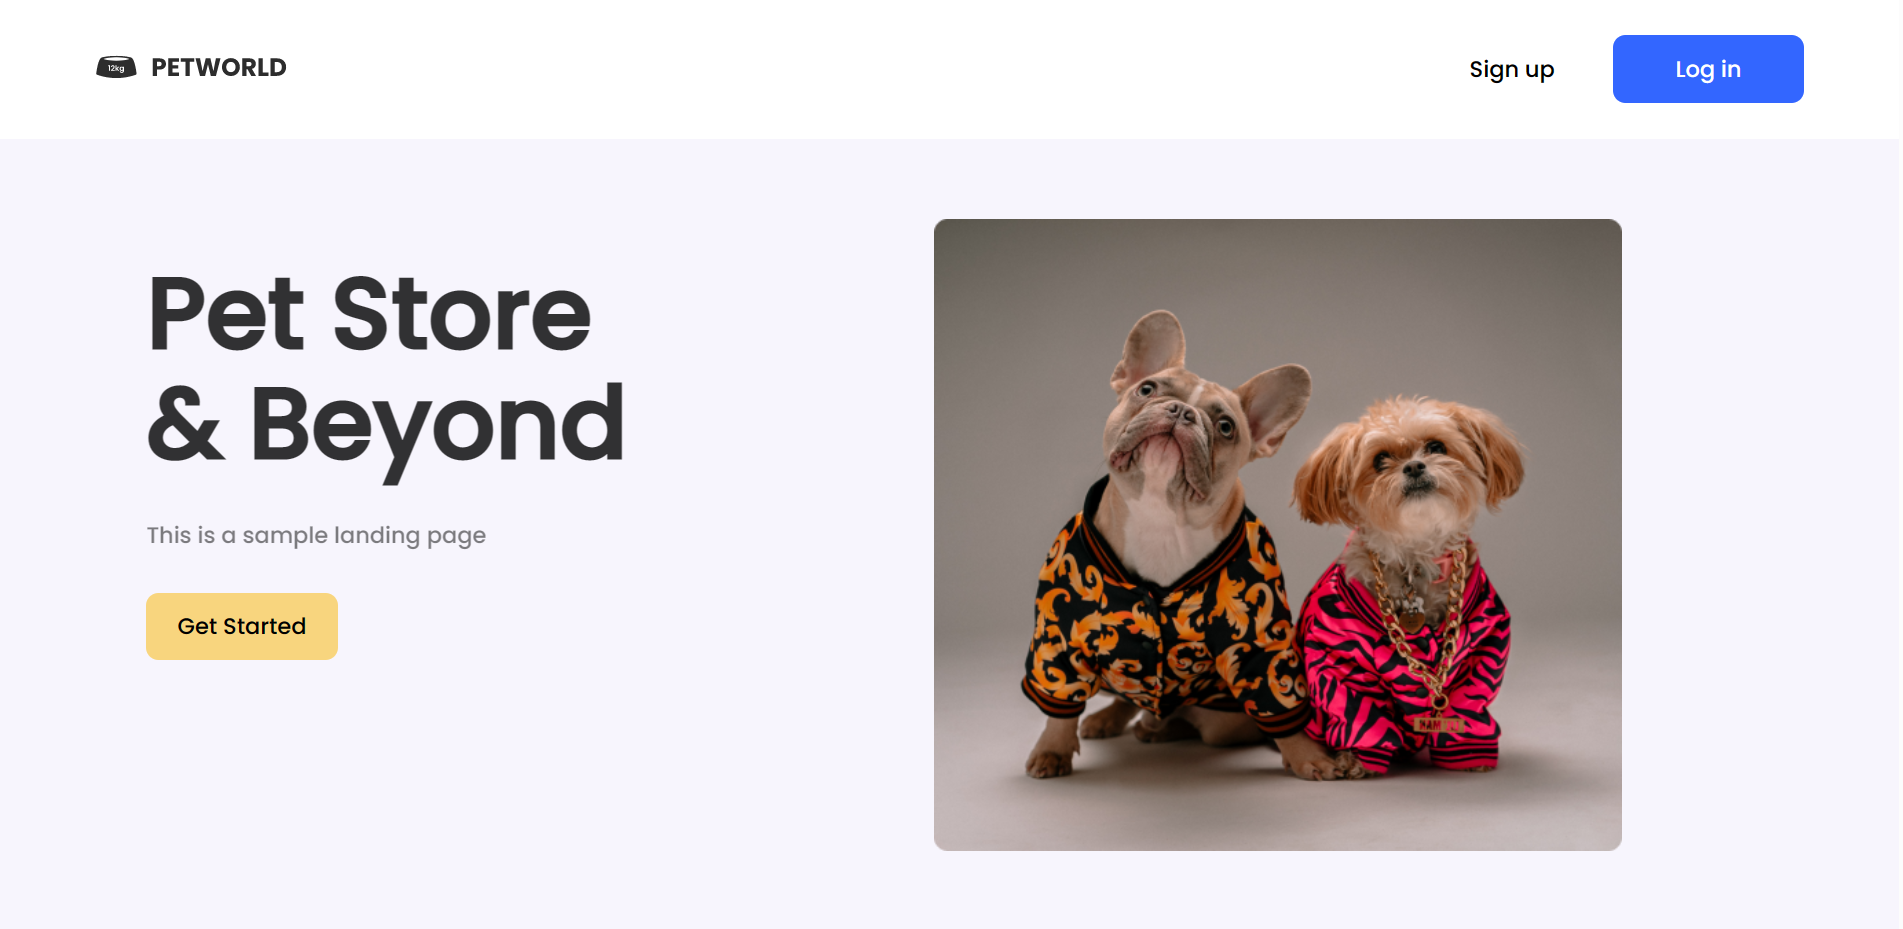 12kg
PETWORLD
Sign up
Log in
Pet Store
& Beyond
This is a sample landing page
Get Started